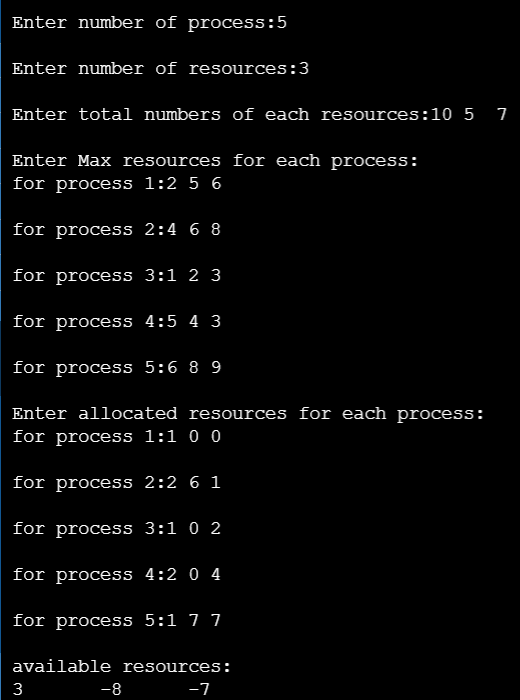 Enter number of process:5
Enter number of resources:3
Enter total numbers of each resources:10 5  7
Enter Max resources for each process:
for process 1:2 5 6
for process 2:4 6 8
for process 3:1 2 3
for process 4:5 4 3
for process 5:6 8 9
Enter allocated resources for each process:
for process 1:1 0 0
for process 2:2 6 1
for process 3:1 0 2
for process 4:2 0 4
for process 5:1 7 7
available resources:
3       -8      -7